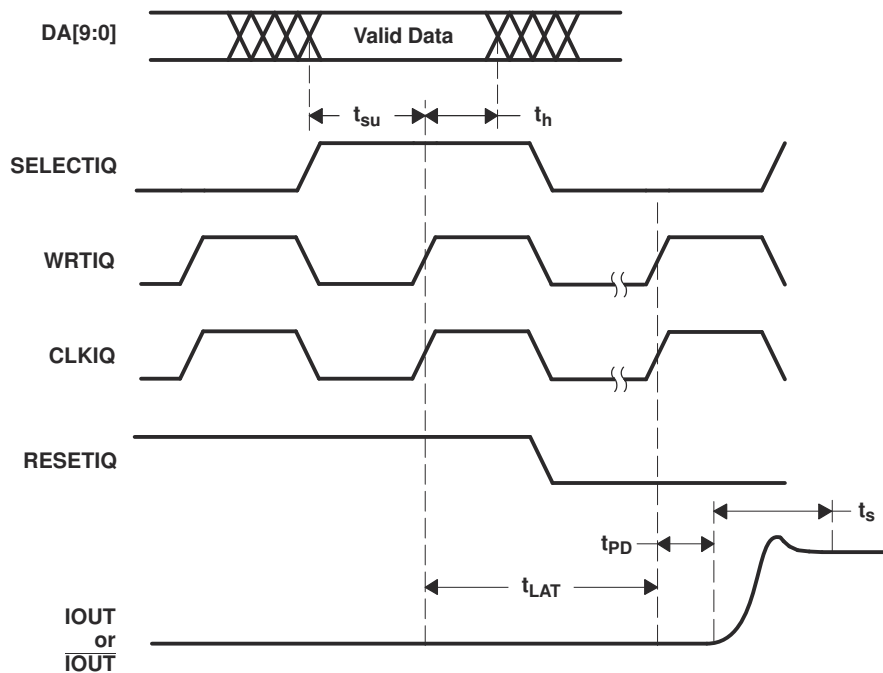 DA[9:0]
Valid Data
tsu
th
SELECTIQ
WRTIQ
CLKIQ
RESETIQ
ts
tPD
tLAT
IOUT
or
IOUT